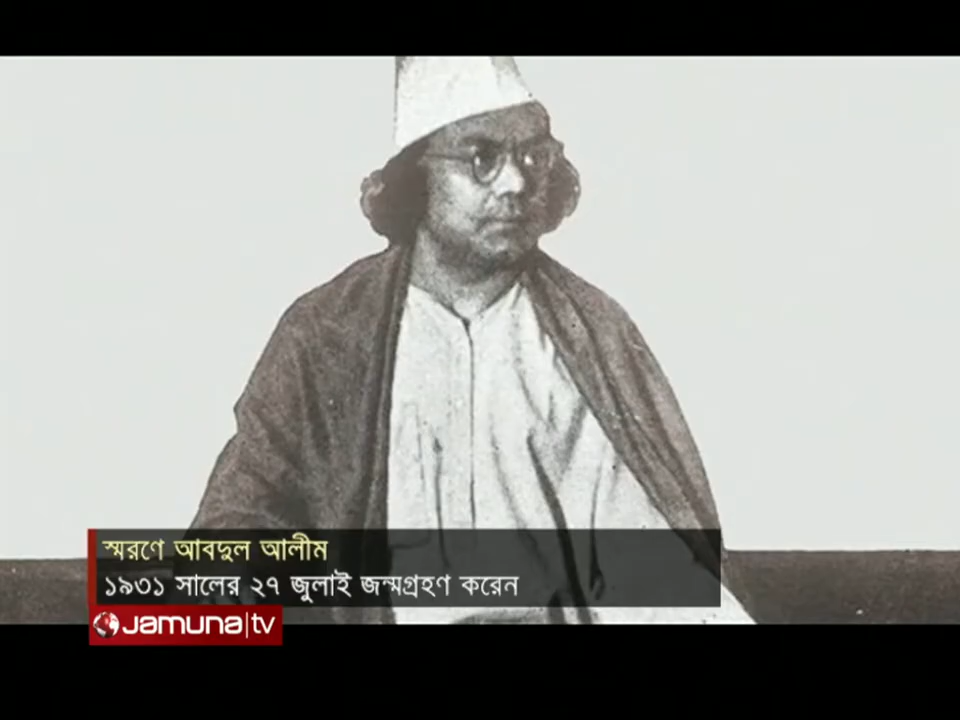 স্মরণে আবদুল আলীম
১৯৩১ সালের ২৭ জুলাই জন্মগ্রহণ করেন
Jamuna|tv